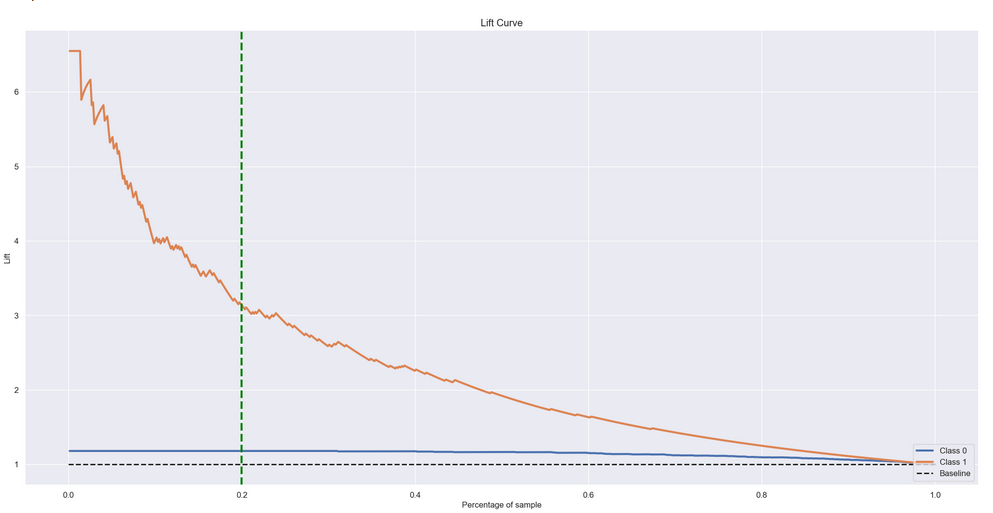 Lift Curve
6
5
4
3
2
1
Lift
0.0 0.2 0.4 0.6 0.8 1.0
Percentage of sample
Class 0
Class 1
Baseline